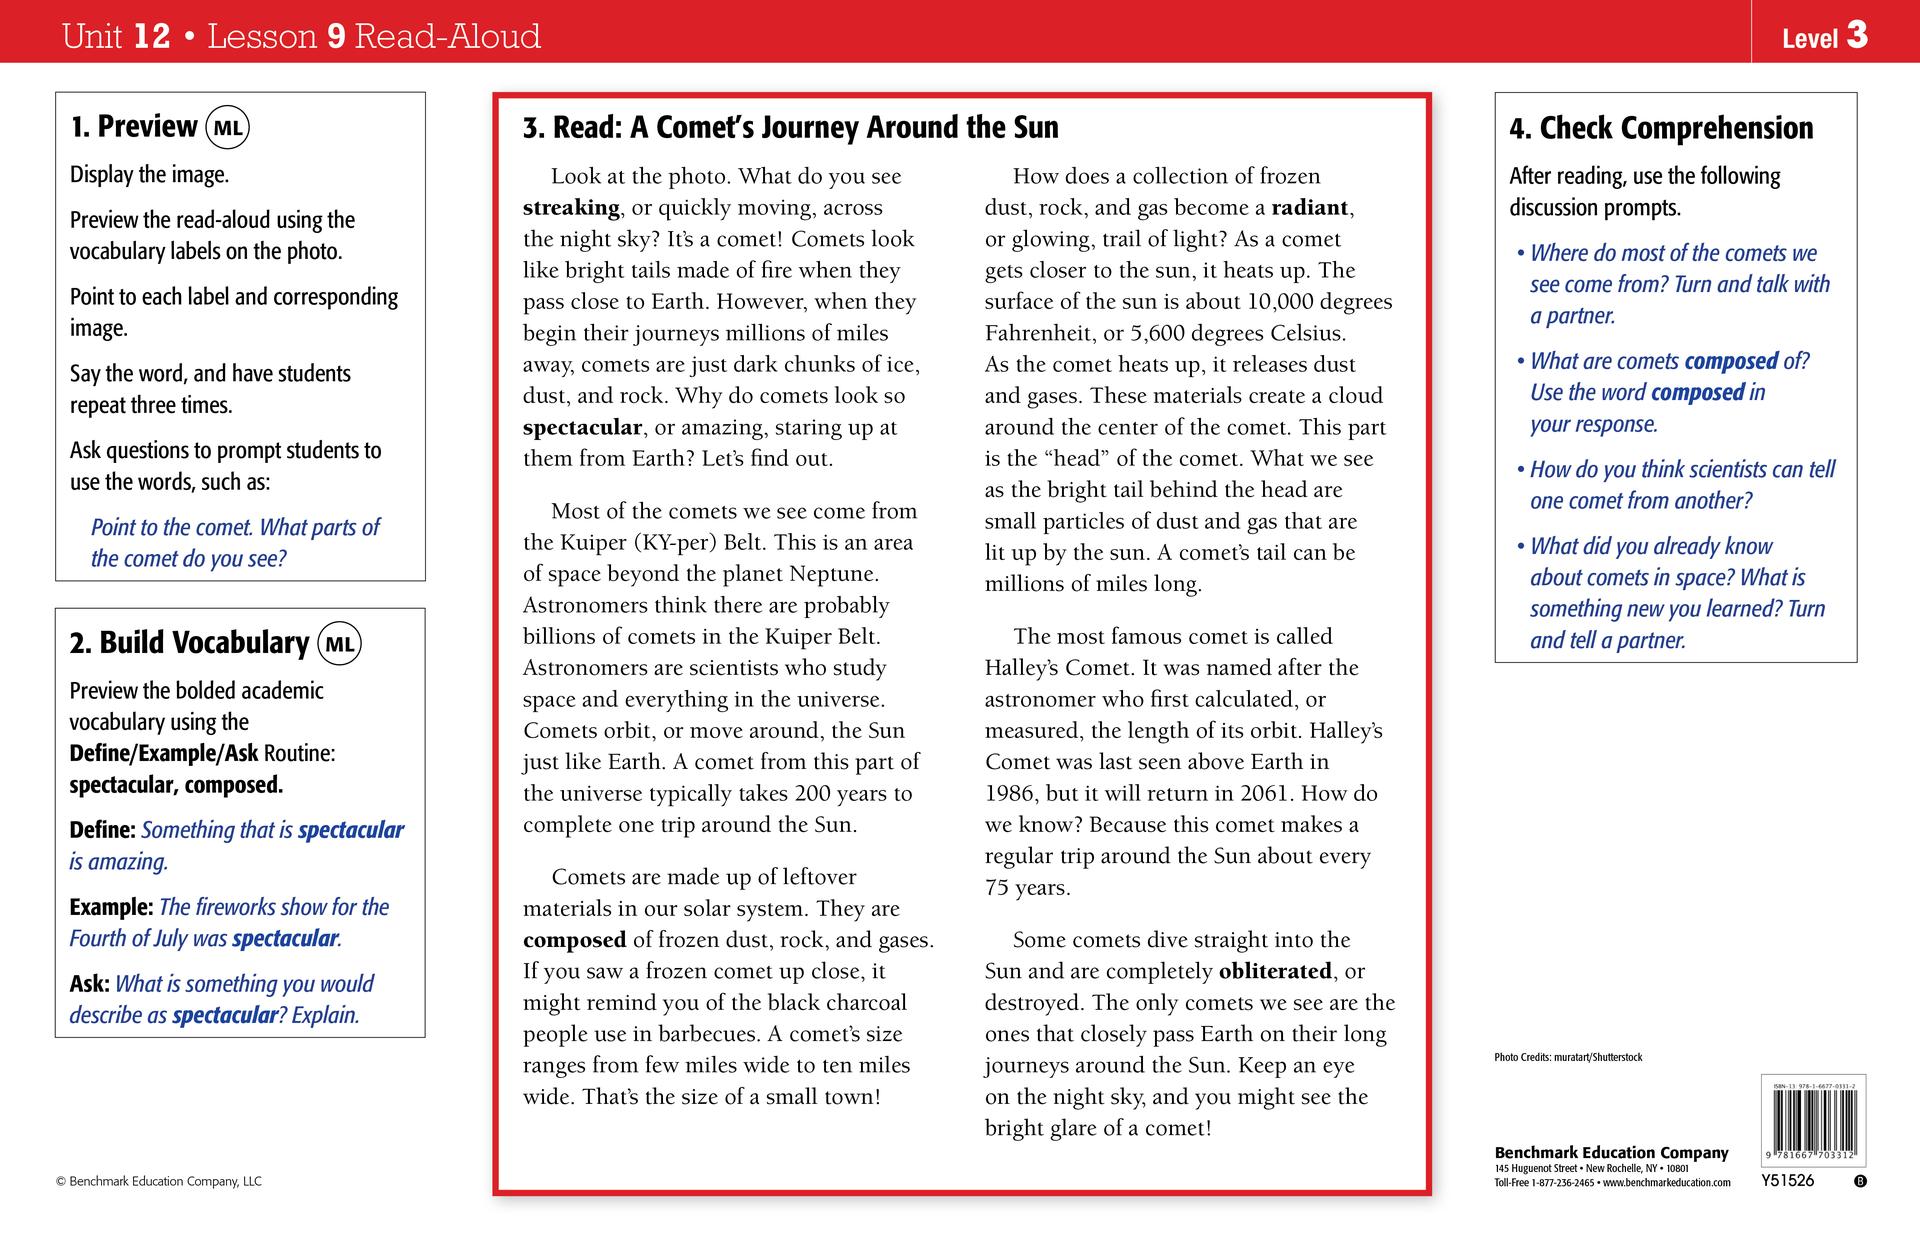 Unit 12 • Lesson 9 Read-Aloud
Level 3
1. Preview ML
Display the image.
Preview the read-aloud using the
vocabulary labels on the photo.
Point to each label and corresponding
image.
Say the word, and have students
repeat three times.
Ask questions to prompt students to
use the words, such as:
Point to the comet. What parts of
the comet do you see?
2. Build Vocabulary ML
Preview the bolded academic
vocabulary using the
Define/Example/Ask Routine:
spectacular, composed.
Define: Something that is spectacular
is amazing.
Example: The fireworks show for the
Fourth of July was spectacular.
Ask: What is something you would
describe as spectacular? Explain.
© Benchmark Education Company, LLC
3. Read: A Comet's Journey Around the Sun
Look at the photo. What do you see
streaking, or quickly moving, across
the night sky? It's a comet! Comets look
like bright tails made of fire when they
pass close to Earth. However, when they
begin their journeys millions of miles
away, comets are just dark chunks of ice,
dust, and rock. Why do comets look so
spectacular, or amazing, staring up at
them from Earth? Let's find out.
Most of the comets we see come from
the Kuiper (KY-per) Belt. This is an area
of space beyond the planet Neptune.
Astronomers think there are probably
billions of comets in the Kuiper Belt.
Astronomers are scientists who study
space and everything in the universe.
Comets orbit, or move around, the Sun
just like Earth. A comet from this part of
the universe typically takes 200 years to
complete one trip around the Sun.
Comets are made up of leftover
materials in our solar system. They are
composed of frozen dust, rock, and gases.
If you saw a frozen comet up close, it
might remind you of the black charcoal
people use in barbecues. A comet's size
ranges from few miles wide to ten miles
wide. That's the size of a small town!
How does a collection of frozen
dust, rock, and gas become a radiant,
or glowing, trail of light? As a comet
gets closer to the sun, it heats up. The
surface of the sun is about 10,000 degrees
Fahrenheit, or 5,600 degrees Celsius.
As the comet heats up, it releases dust
and gases. These materials create a cloud
around the center of the comet. This part
is the "head" of the comet. What we see
as the bright tail behind the head are
small particles of dust and gas that are
lit up by the sun. A comet's tail can be
millions of miles long.
The most famous comet is called
Halley's Comet. It was named after the
astronomer who first calculated, or
measured, the length of its orbit. Halley's
Comet was last seen above Earth in
1986, but it will return in 2061. How do
we know? Because this comet makes a
regular trip around the Sun about every
75 years.
Some comets dive straight into the
Sun and are completely obliterated, or
destroyed. The only comets we see are the
ones that closely pass Earth on their long
journeys around the Sun. Keep an eye
on the night sky, and you might see the
bright glare of a comet!
4. Check Comprehension
After reading, use the following
discussion prompts.
• Where do most of the comets we
see come from? Turn and talk with
a partner.
• What are comets composed of?
Use the word composed in
your response.
• How do you think scientists can tell
one comet from another?
• What did you already know
about comets in space? What is
something new you learned? Turn
and tell a partner.
Photo Credits: muratart/Shutterstock
Benchmark Education Company
145 Huguenot Street • New Rochelle, NY • 10801
Toll-Free 1-877-236-2465 • www.benchmarkeducation.com
ISBN-13 978-1-6677-0331-2
9 781667 703312
Y51526
B